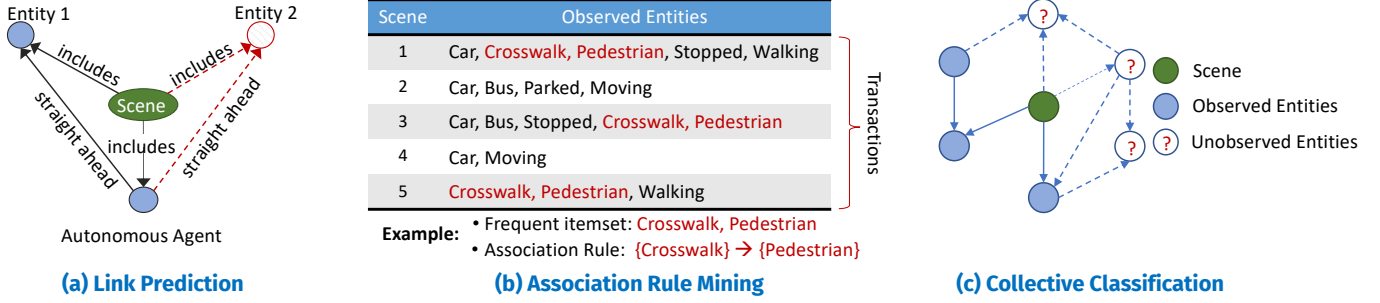 Entity 1
Entity 2
includes
includes
Scene
straight ahead
includes
straight ahead
Autonomous Agent
(a) Link Prediction
Scene Observed Entities
1 Car, Crosswalk, Pedestrian, Stopped, Walking
2 Car, Bus, Parked, Moving
3 Car, Bus, Stopped, Crosswalk, Pedestrian
4 Car, Moving
5 Crosswalk, Pedestrian, Walking
Transactions
Example: • Frequent itemset: Crosswalk, Pedestrian
• Association Rule: {Crosswalk} → {Pedestrian}
(b) Association Rule Mining
?
?
?
Scene
Observed Entities
? Unobserved Entities
(c) Collective Classification